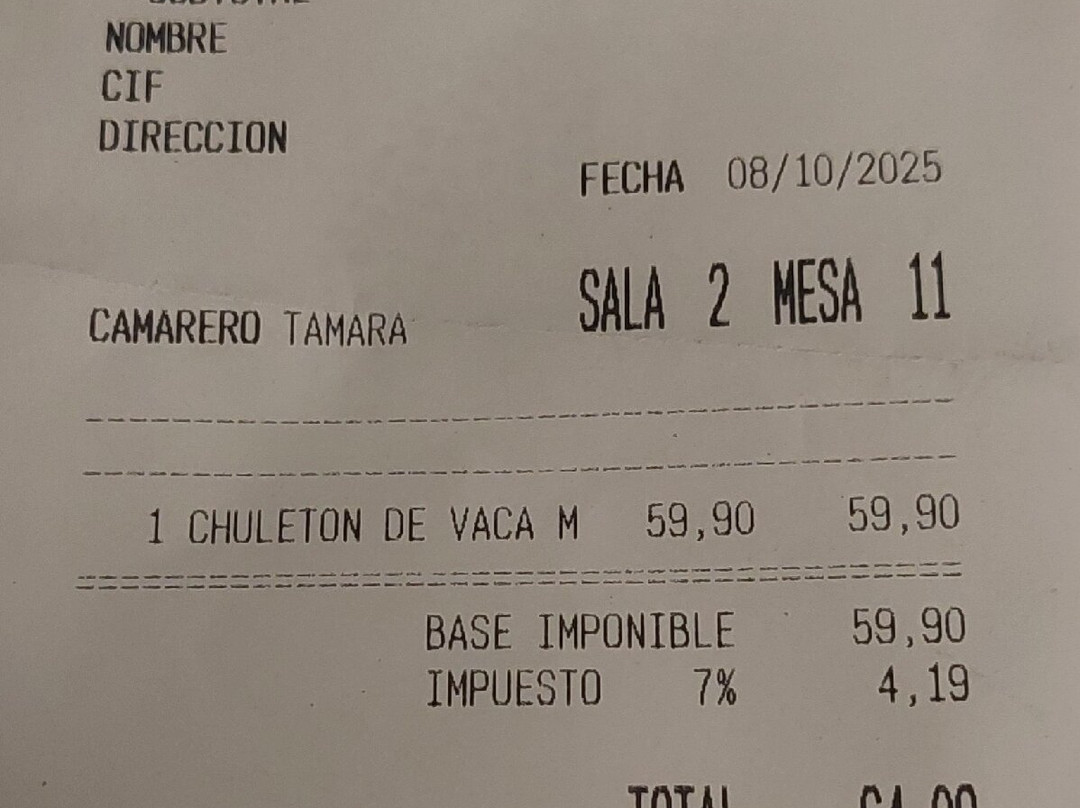 NOMBRE
CIF
DIRECCION
FECHA 08/10/2025
SALA 2 MESA 11
CAMARERO TAMARA
1 CHULETON DE VACA M 59,90 59,90
BASE IMPONIBLE 59,90
IMPUESTO 7% 4,19
TOTAL